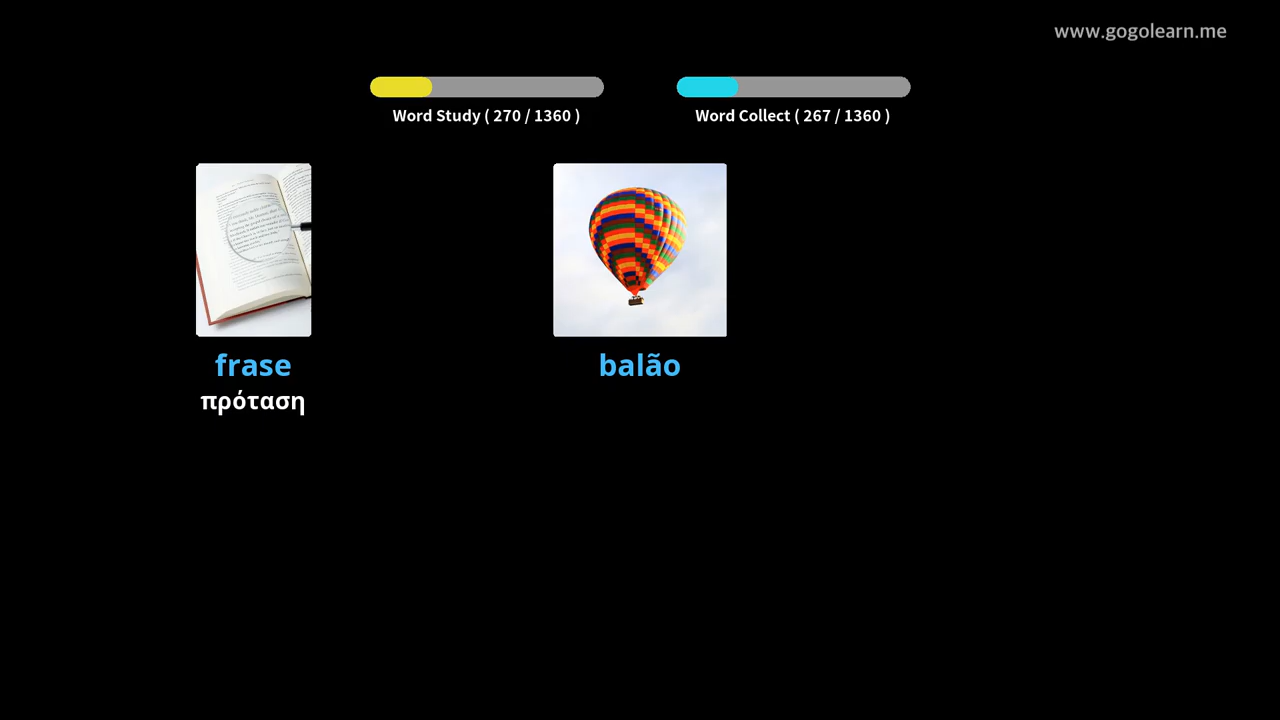 www.gogolearn.me
Word Study ( 270 / 1360 )
Word Collect ( 267 / 1360 )
frase
πρόταση
balão